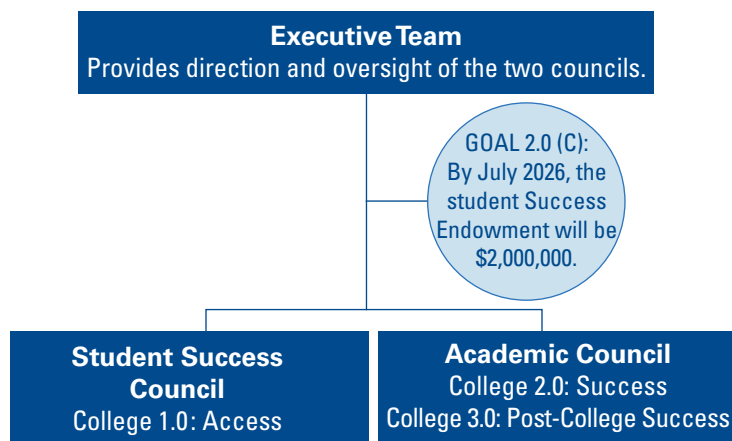 Executive Team
Provides direction and oversight of the two councils.
GOAL 2.0 (C):
By July 2026, the
student Success
Endowment will be
$2,000,000.
Student Success
Council
College 1.0: Access
Academic Council
College 2.0: Success
College 3.0: Post-College Success